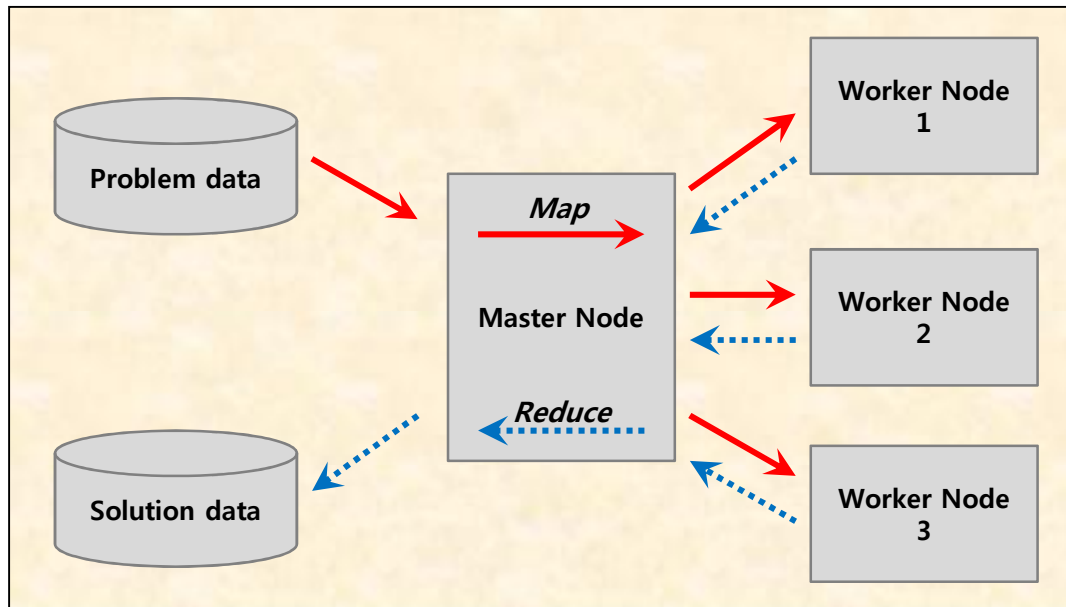 Problem data
Solution data
Map
Master Node
Reduce
Worker Node
1
Worker Node
2
Worker Node
3